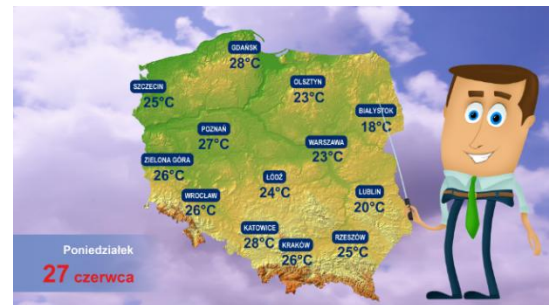 GDAŃSK
28°C
OLSZTYN
23°C
SZCZECIN
25°C
BIAŁYSTOK
18°C
POZNAŃ
27°C
WARSZAWA
23°C
ZIELONA GÓRA
26°C
ŁÓDŹ
24°C
WROCŁAW
26°C
LUBLIN
20°C
KATOWICE
28°C
KRAKÓW
26°C
RZESZÓW
25°C
Poniedziałek
27 czerwca